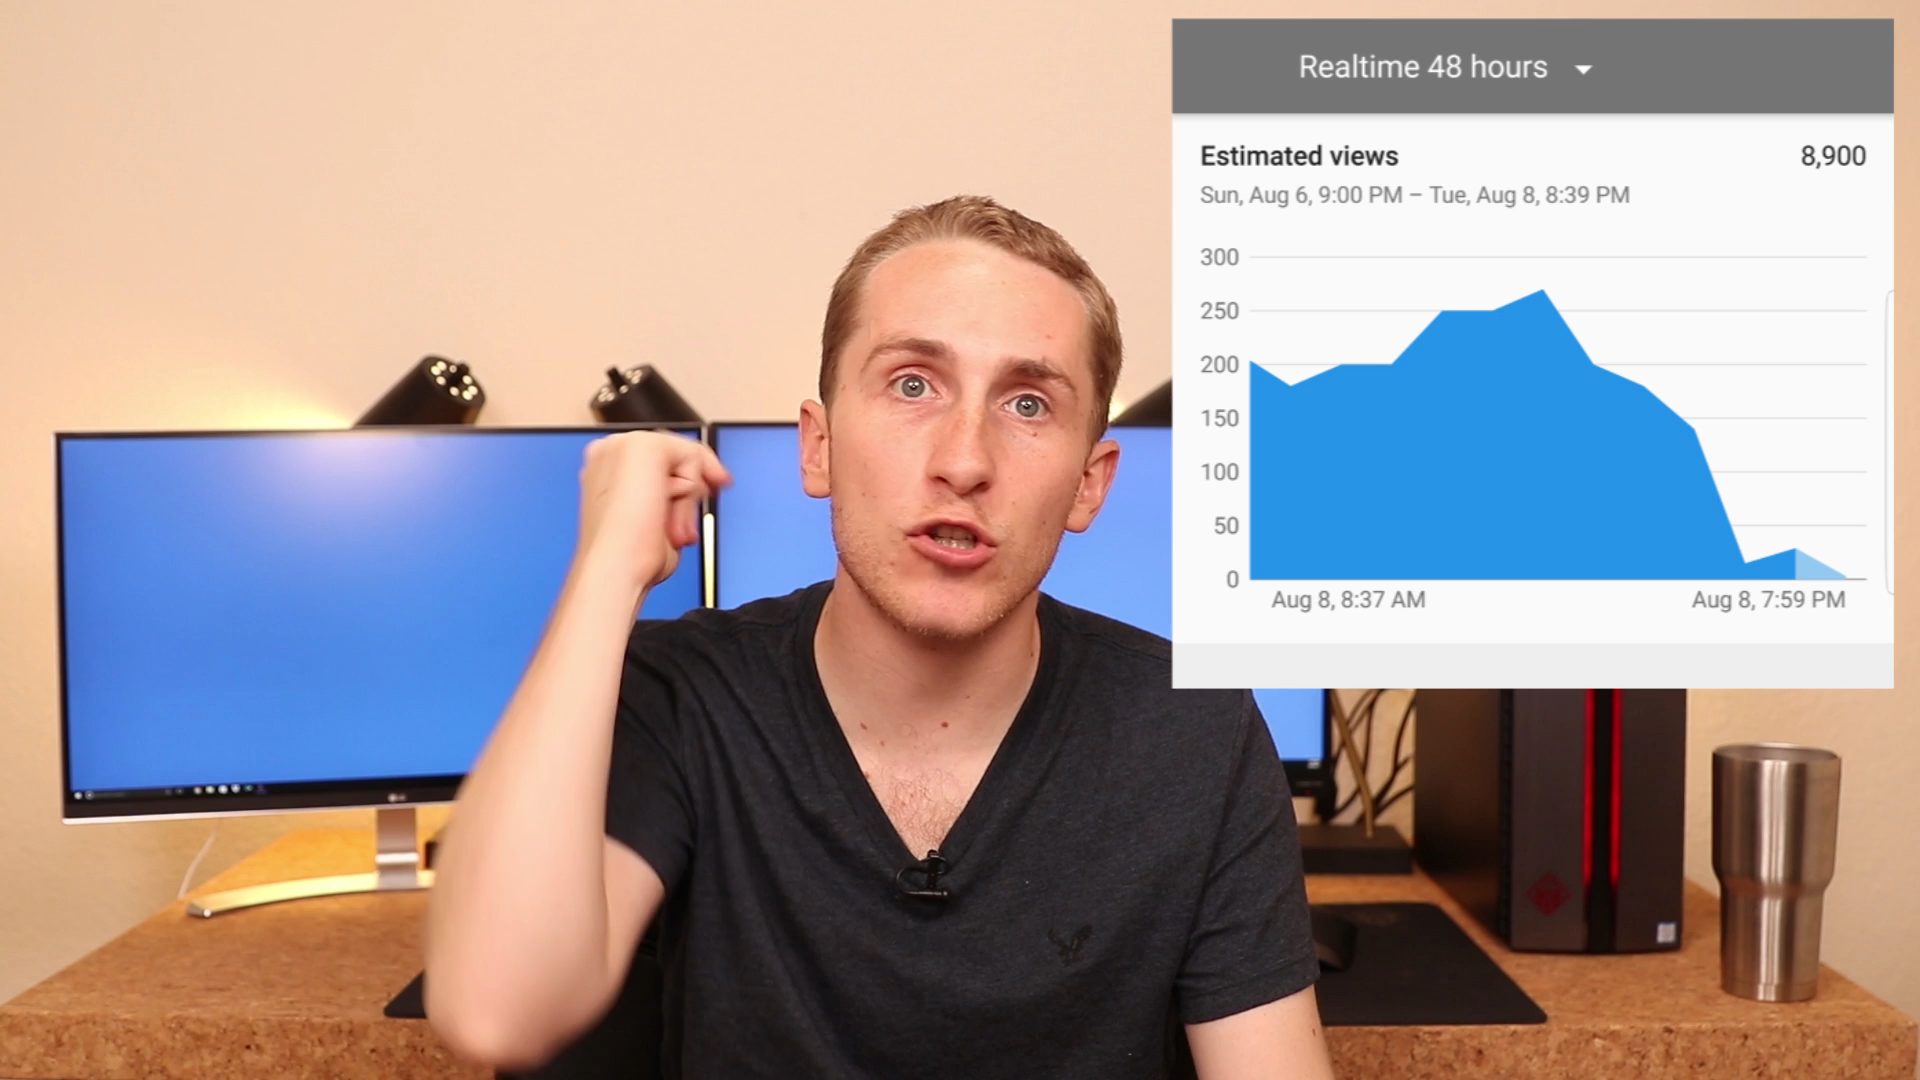 Realtime 48 hours
Estimated views 8,900
Sun, Aug 6, 9:00 PM – Tue, Aug 8, 8:39 PM
300
250
200
150
100
50
0
Aug 8, 8:37 AM Aug 8, 7:59 PM